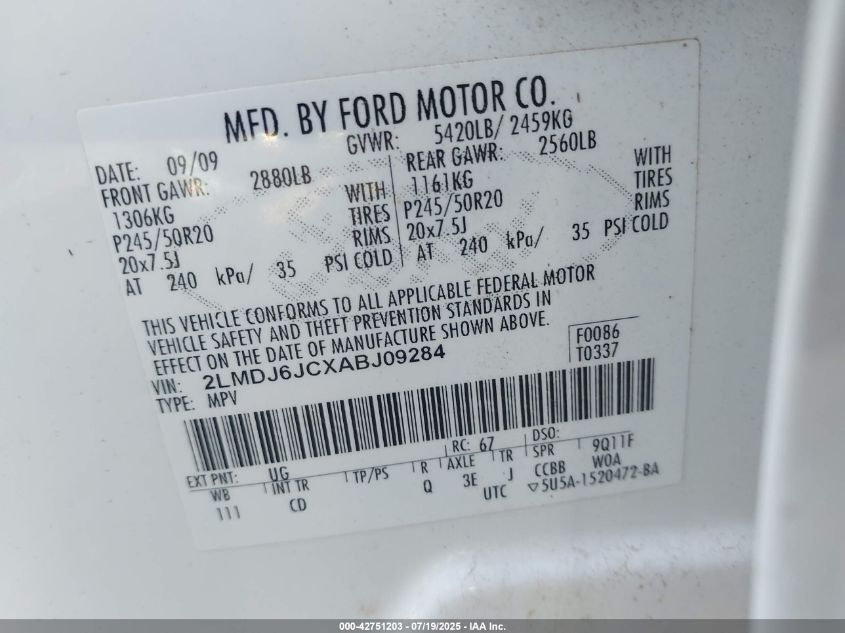 MFD. BY FORD MOTOR CO.
DATE: 09/09 GVWR: 5420LB/ 2459KG
FRONT GAWR: 2880LB REAR GAWR: 2560LB
1306KG WITH 1161KG WITH
P245/50R20 TIRES P245/50R20 TIRES
20x7.5J RIMS 20x7.5J RIMS
AT 240 kPa/ 35 PSI COLD AT 240 kPa/ 35 PSI COLD
THIS VEHICLE CONFORMS TO ALL APPLICABLE FEDERAL MOTOR
VEHICLE SAFETY AND THEFT PREVENTION STANDARDS IN
EFFECT ON THE DATE OF MANUFACTURE SHOWN ABOVE.
VIN: 2LMDJ6JCXABJ09284 F0086
TYPE: MPV T0337
EXT PNT: UG RC: 67 DSO:
WB INT TR TP/PS R AXLE TR SPR 9Q11F
111 CD Q 3E J CCBB WOA
UTC ▽5U5A-1520472-BA
000-42751203 - 07/19/2025 - IAA Inc.